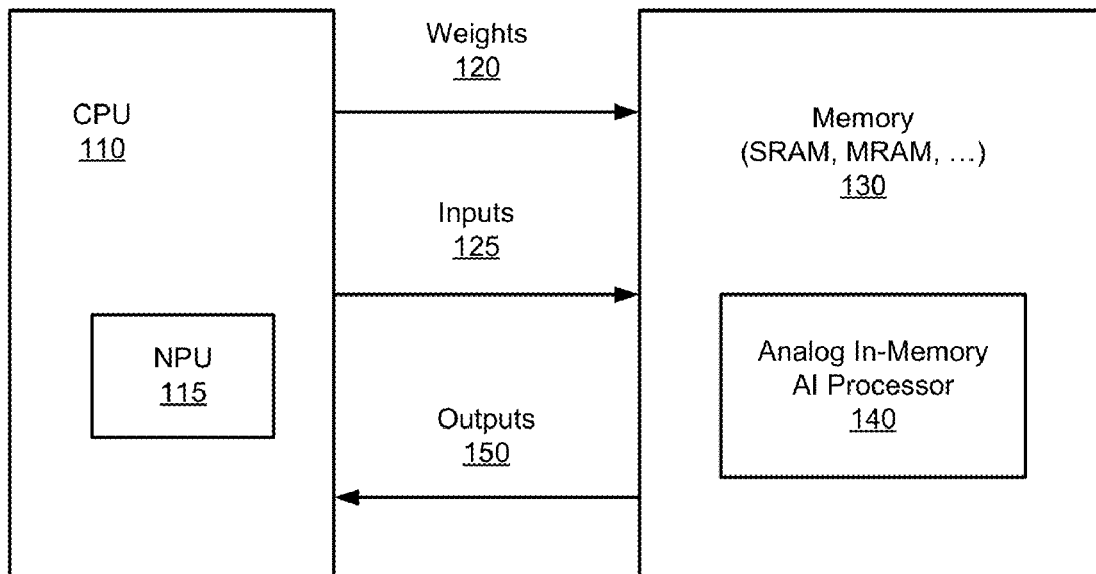 CPU
110
NPU
115
Weights
120
Inputs
125
Outputs
150
Memory
(SRAM, MRAM, …)
130
Analog In-Memory
AI Processor
140